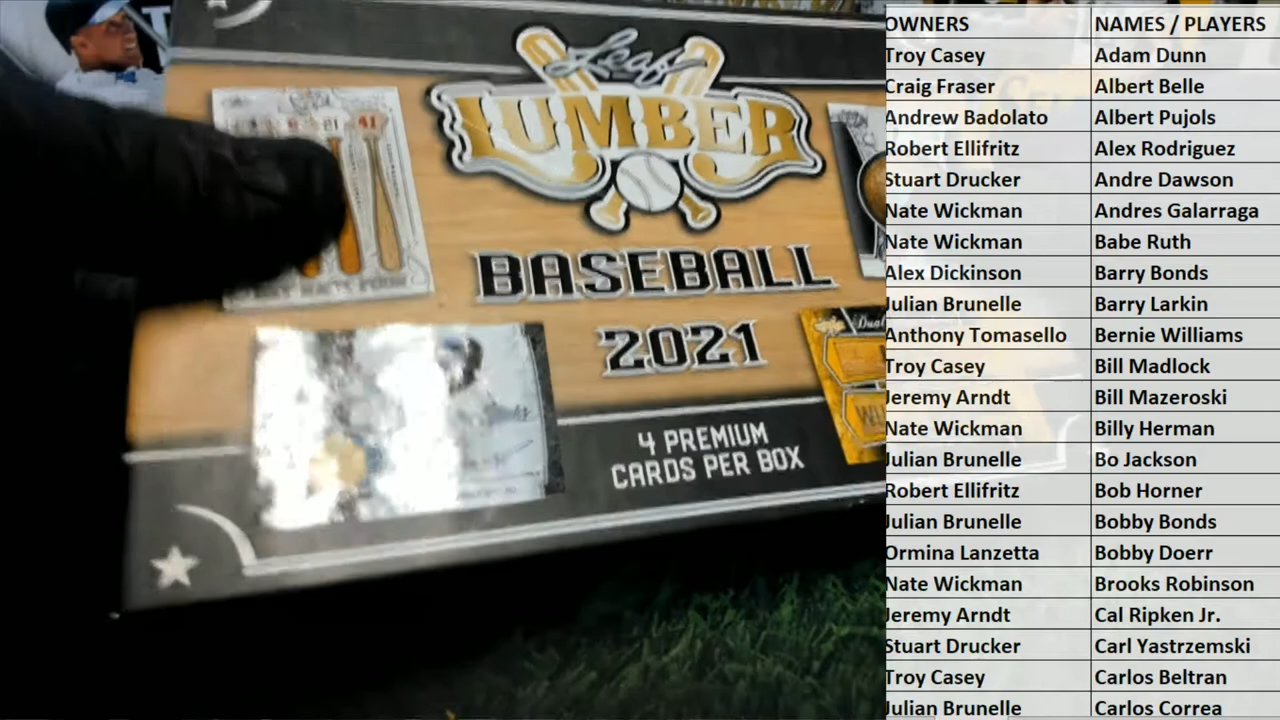 Leaf
LUMBER
BASEBALL
2021
4 PREMIUM
CARDS PER BOX
41
OWNERS NAMES / PLAYERS
Troy Casey Adam Dunn
Craig Fraser Albert Belle
Andrew Badolato Albert Pujols
Robert Ellifritz Alex Rodriguez
Stuart Drucker Andre Dawson
Nate Wickman Andres Galarraga
Nate Wickman Babe Ruth
Alex Dickinson Barry Bonds
Julian Brunelle Barry Larkin
Anthony Tomasello Bernie Williams
Troy Casey Bill Madlock
Jeremy Arndt Bill Mazeroski
Nate Wickman Billy Herman
Julian Brunelle Bo Jackson
Robert Ellifritz Bob Horner
Julian Brunelle Bobby Bonds
Ormina Lanzetta Bobby Doerr
Nate Wickman Brooks Robinson
Jeremy Arndt Cal Ripken Jr.
Stuart Drucker Carl Yastrzemski
Troy Casey Carlos Beltran
Julian Brunelle Carlos Correa